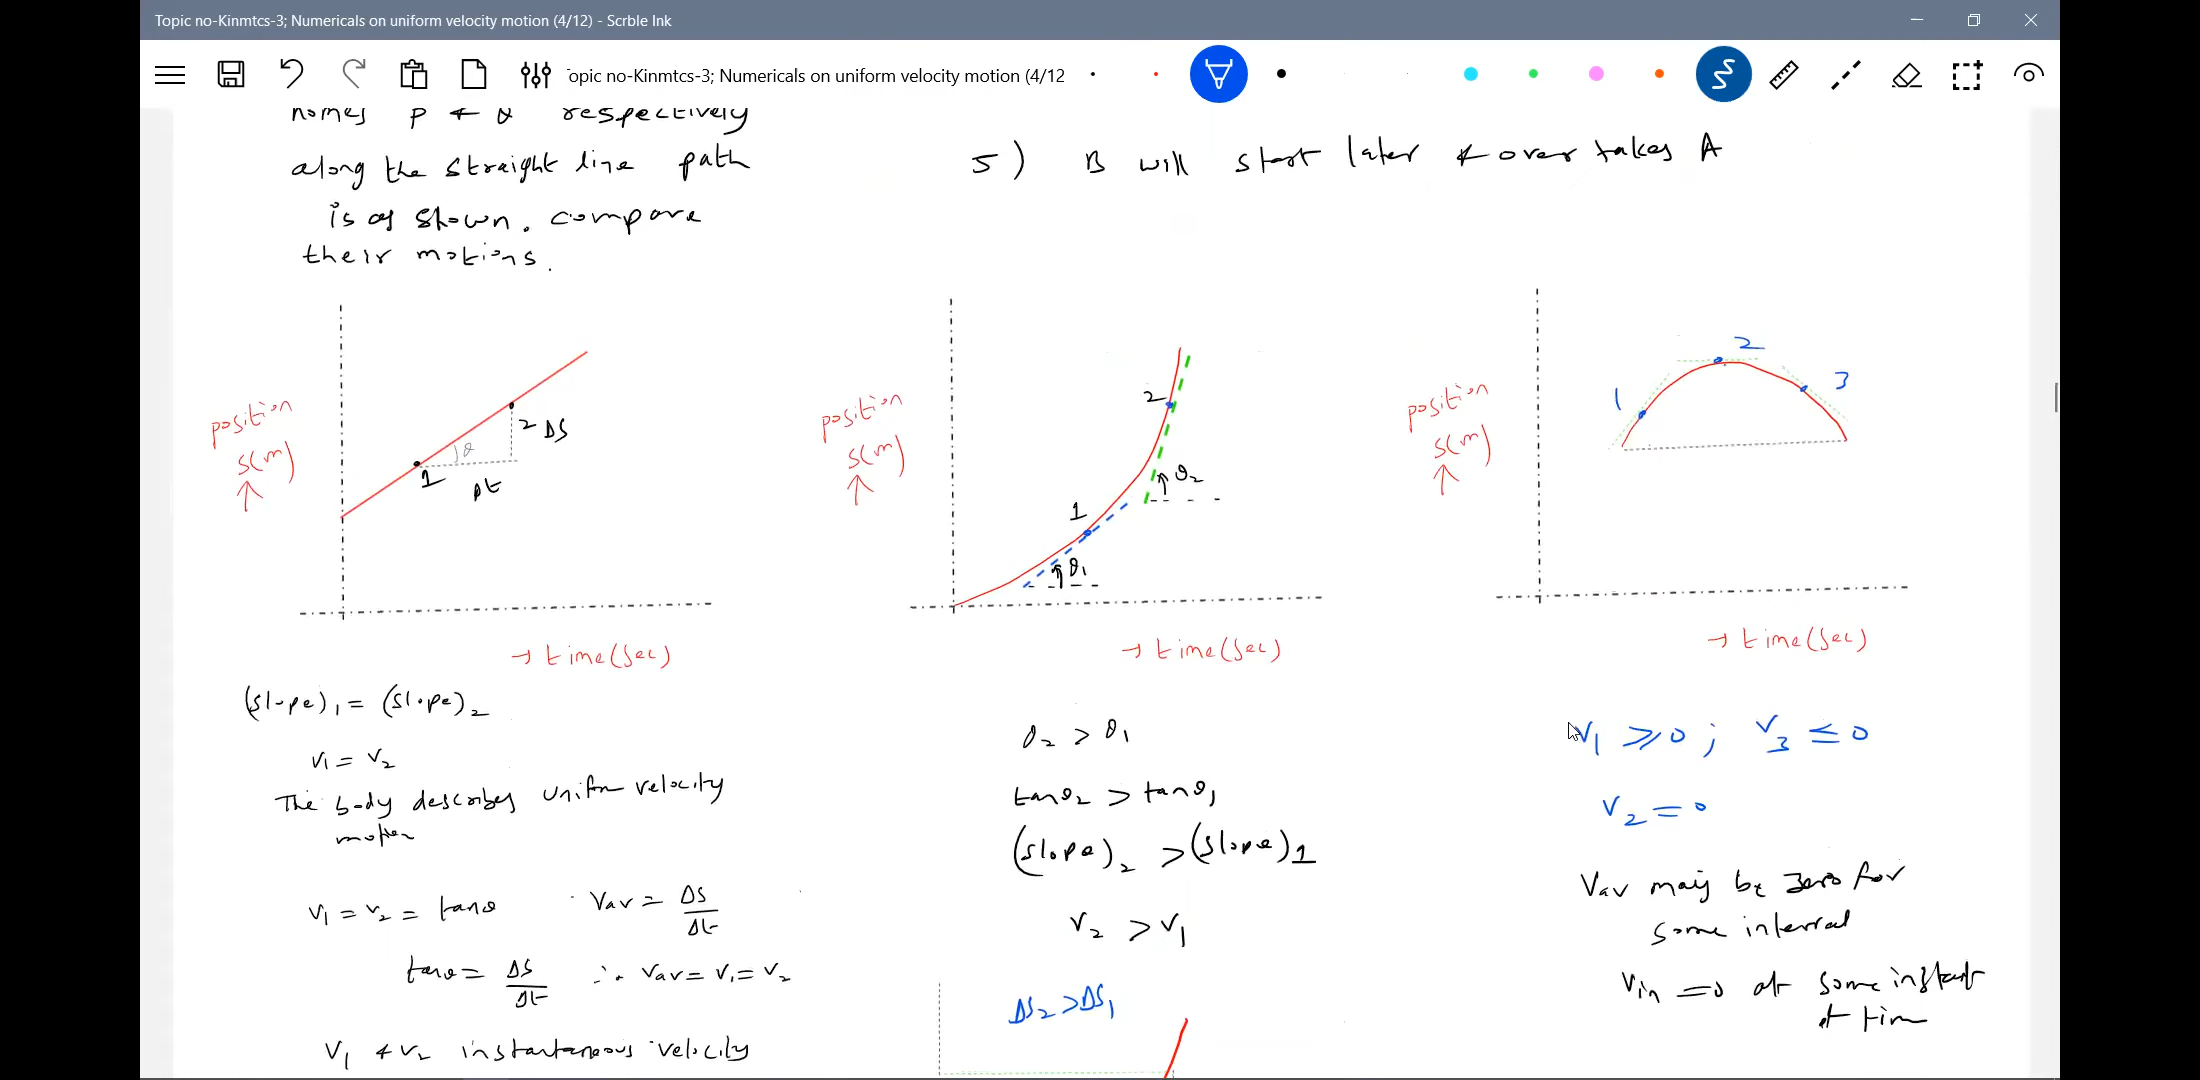 Topic no-Kinmtcs-3; Numericals on uniform velocity motion (4/12) - Scrble Ink
opic no-Kinmtcs-3; Numericals on uniform velocity motion (4/12
homes P & Q respectively
along the straight line path
is as shown. compare
their motions.
5) B will start later & overtakes A
position
s(m)
↑
1
2
θ
ΔS
Δt
→ time(sec)
position
s(m)
↑
1
2
θ1
θ2
→ time(sec)
position
s(m)
↑
1
2
3
→ time(sec)
(slope)1 = (slope)2
v1 = v2
The body describes uniform velocity
motion
v1 = v2 = tanθ
Vav = ΔS/Δt
tanθ = ΔS/Δt
∴ Vav = v1 = v2
v1 & v2 instantaneous velocity
θ2 > θ1
tanθ2 > tanθ1
(slope)2 > (slope)1
v2 > v1
ΔS2 > ΔS1
v1 ⩾ 0 ; v3 ≤ 0
v2 = 0
Vav may be zero for
some interval
Vin = 0 at some instant
of time